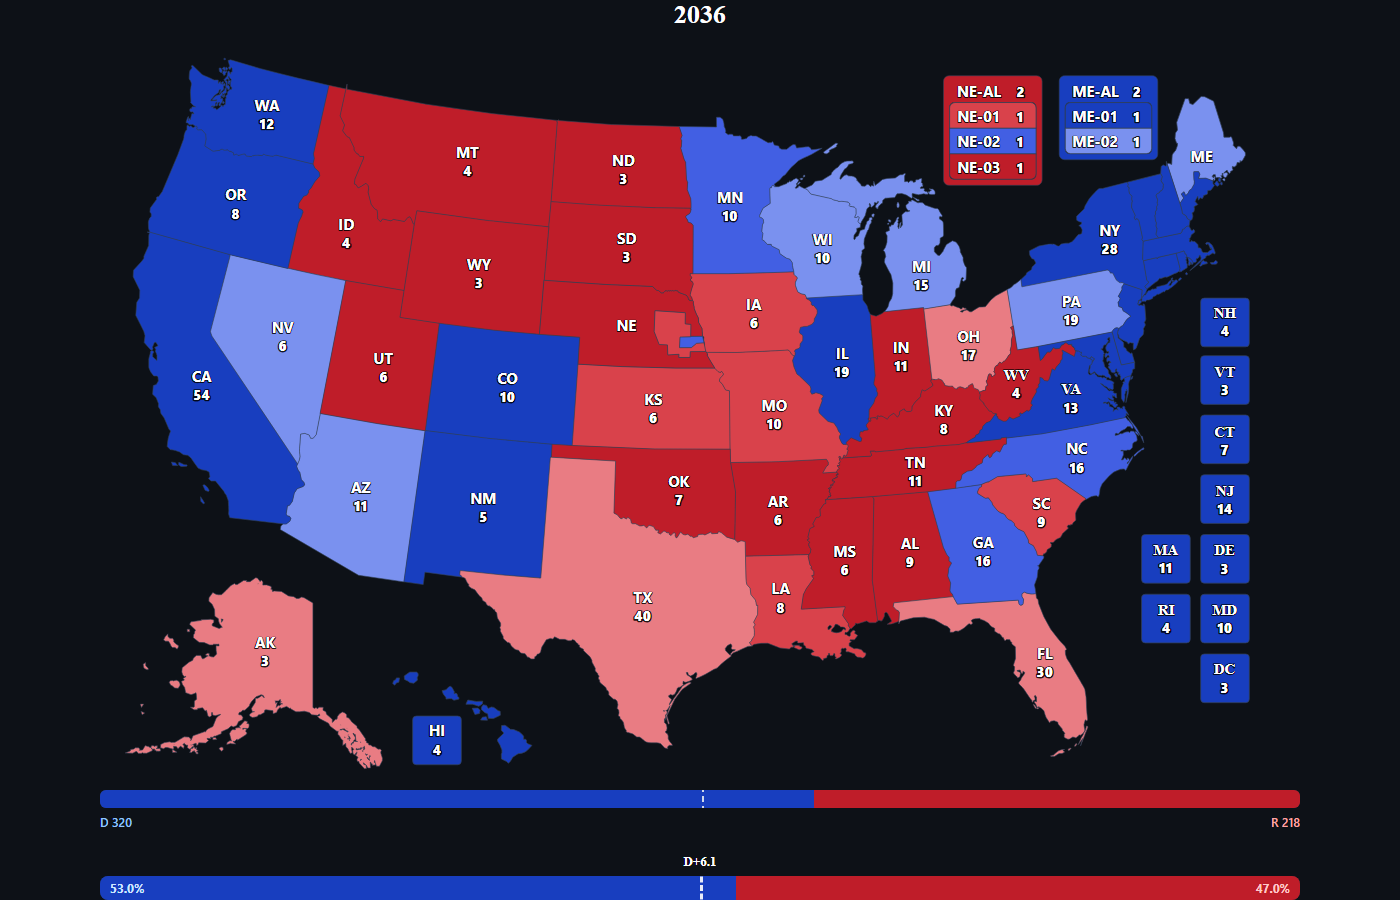 2036
WA
12
OR
8
CA
54
NV
6
ID
4
MT
4
WY
3
UT
6
AZ
11
CO
10
NM
5
ND
3
SD
3
NE
KS
6
OK
7
TX
40
MN
10
IA
6
MO
10
AR
6
LA
8
WI
10
IL
19
MI
15
IN
11
OH
17
KY
8
TN
11
MS
6
AL
9
GA
16
FL
30
SC
9
NC
16
VA
13
WV
4
PA
19
NY
28
ME
AK
3
HI
4
NE-AL 2
NE-01 1
NE-02 1
NE-03 1
ME-AL 2
ME-01 1
ME-02 1
NH
4
VT
3
CT
7
NJ
14
MA
11
DE
3
RI
4
MD
10
DC
3
D 320
R 218
D+6.1
53.0%
47.0%